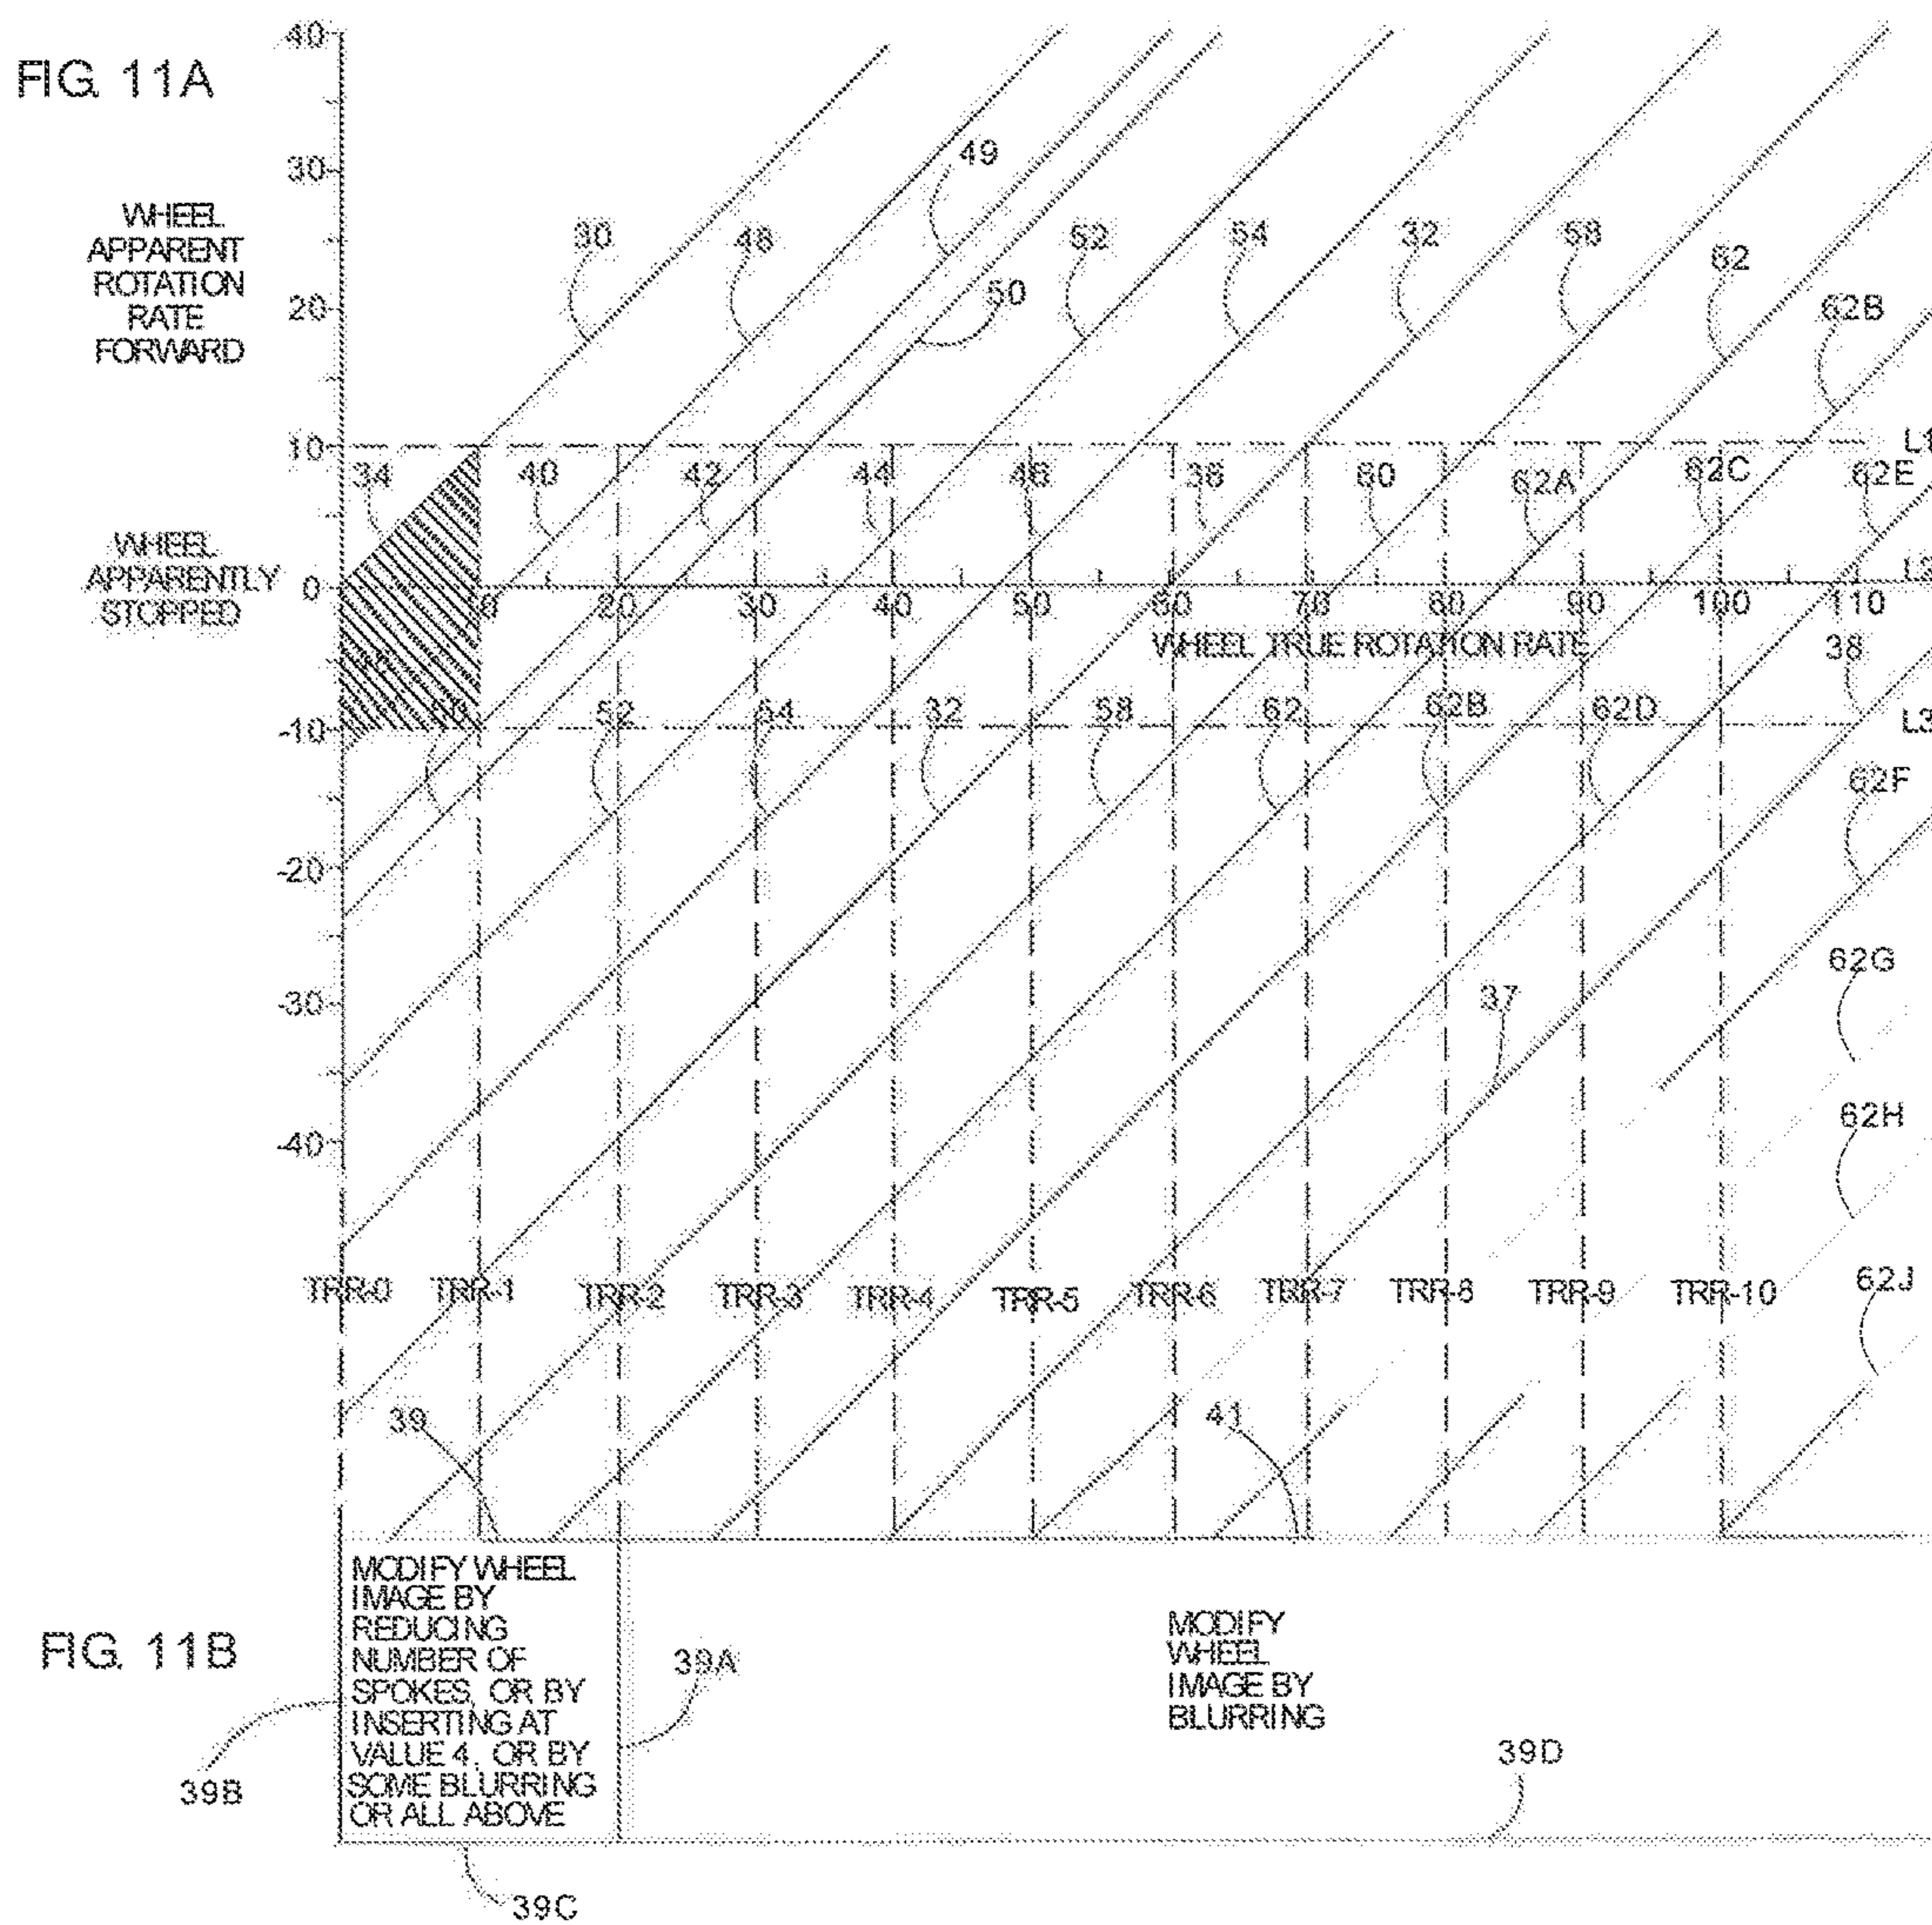 FIG. 11A
40
30
20
10
0
-10
-20
-30
-40
WHEEL
APPARENT
ROTATION
RATE
FORWARD
WHEEL
APPARENTLY
STOPPED
49
30 48 50 52 54 32 58 62 62B
34 40 42 44 46 36 60 62A 62C 62E
L1
20 30 40 50 60 70 80 90 100 110
WHEEL TRUE ROTATION RATE
38
50 52 54 32 58 62 62B 62D
L3
62F
62G
37
62H
TRR-0 TRR-1 TRR-2 TRR-3 TRR-4 TRR-5 TRR-6 TRR-7 TRR-8 TRR-9 TRR-10
62J
39 41
FIG. 11B
MODIFY WHEEL
IMAGE BY
REDUCING
NUMBER OF
SPOKES, OR BY
INSERTING AT
VALUE 4, OR BY
SOME BLURRING
OR ALL ABOVE
39A
39B
39C
MODIFY
WHEEL
IMAGE BY
BLURRING
39D